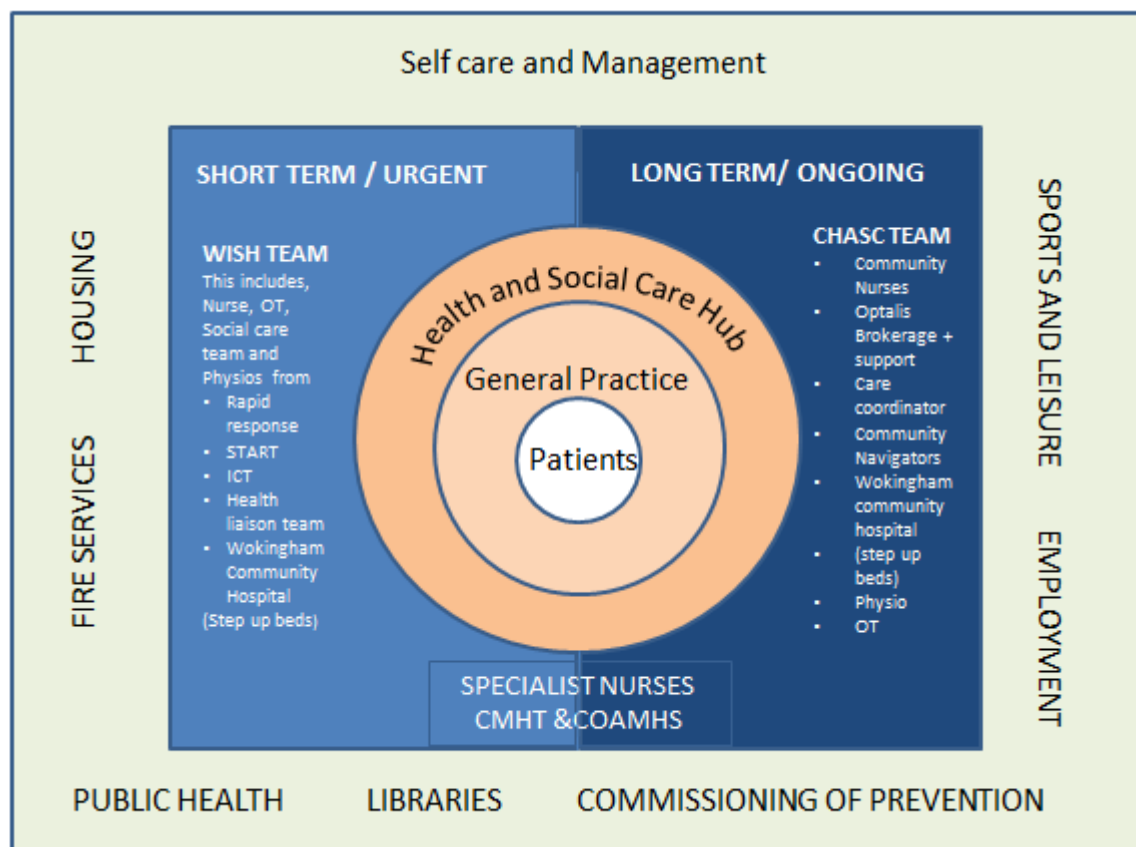 Self care and Management
SHORT TERM / URGENT
LONG TERM/ ONGOING
HOUSING
FIRE SERVICES
WISH TEAM
This includes,
Nurse, OT,
Social care
team and
Physios from
• Rapid
response
• START
• ICT
• Health
liaison team
• Wokingham
Community
Hospital
(Step up beds)
Health and Social Care Hub
General Practice
Patients
CHASC TEAM
• Community
Nurses
• Optalis
Brokerage +
support
• Care
coordinator
• Community
Navigators
• Wokingham
community
hospital
• (step up
beds)
• Physio
• OT
SPORTS AND LEISURE
EMPLOYMENT
SPECIALIST NURSES
CMHT &COAMHS
PUBLIC HEALTH
LIBRARIES
COMMISSIONING OF PREVENTION